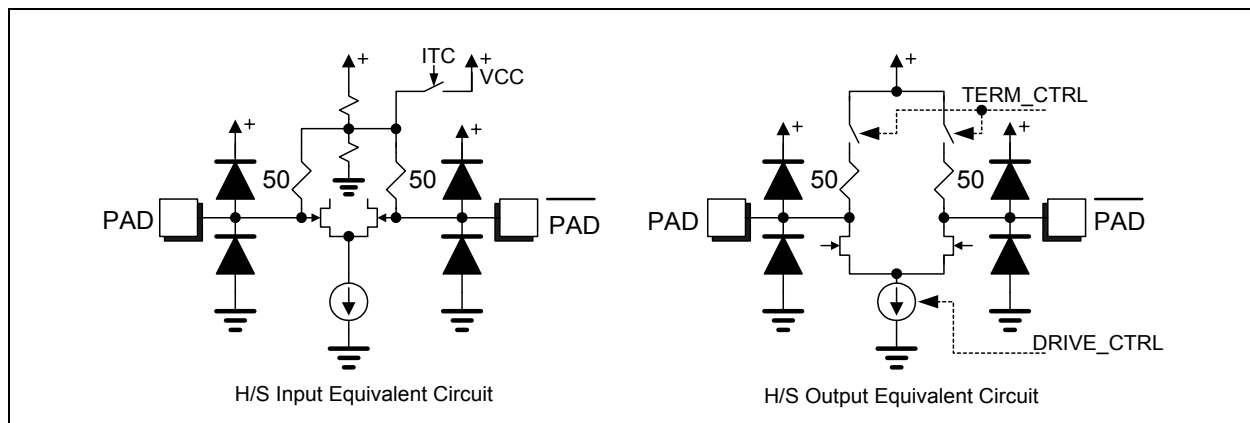 ITC
+
+
VCC
+
+
50
50
PAD
PAD
H/S Input Equivalent Circuit
+
TERM_CTRL
+
+
50
50
PAD
PAD
DRIVE_CTRL
H/S Output Equivalent Circuit